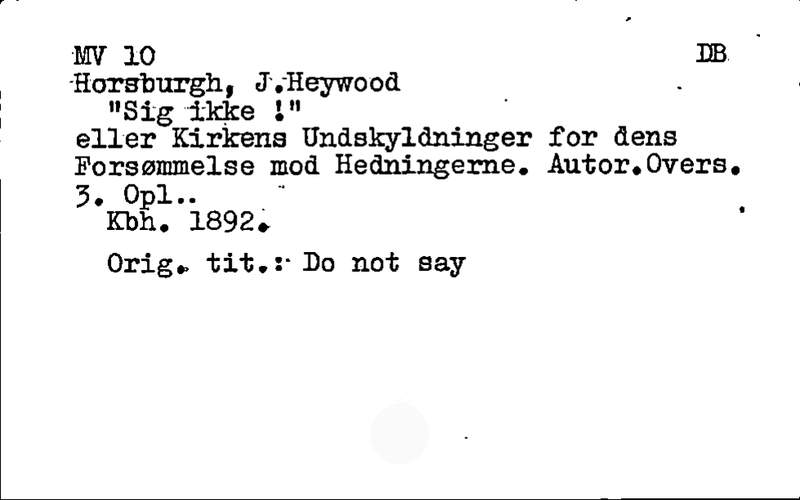 MV 10 DB
Horsburgh, J.Heywood
"Sig ikke !"
eller Kirkens Undskyldninger for dens
Forsømmelse mod Hedningerne. Autor.Overs.
3. Opl..
Kbh. 1892.
Orig. tit.: Do not say